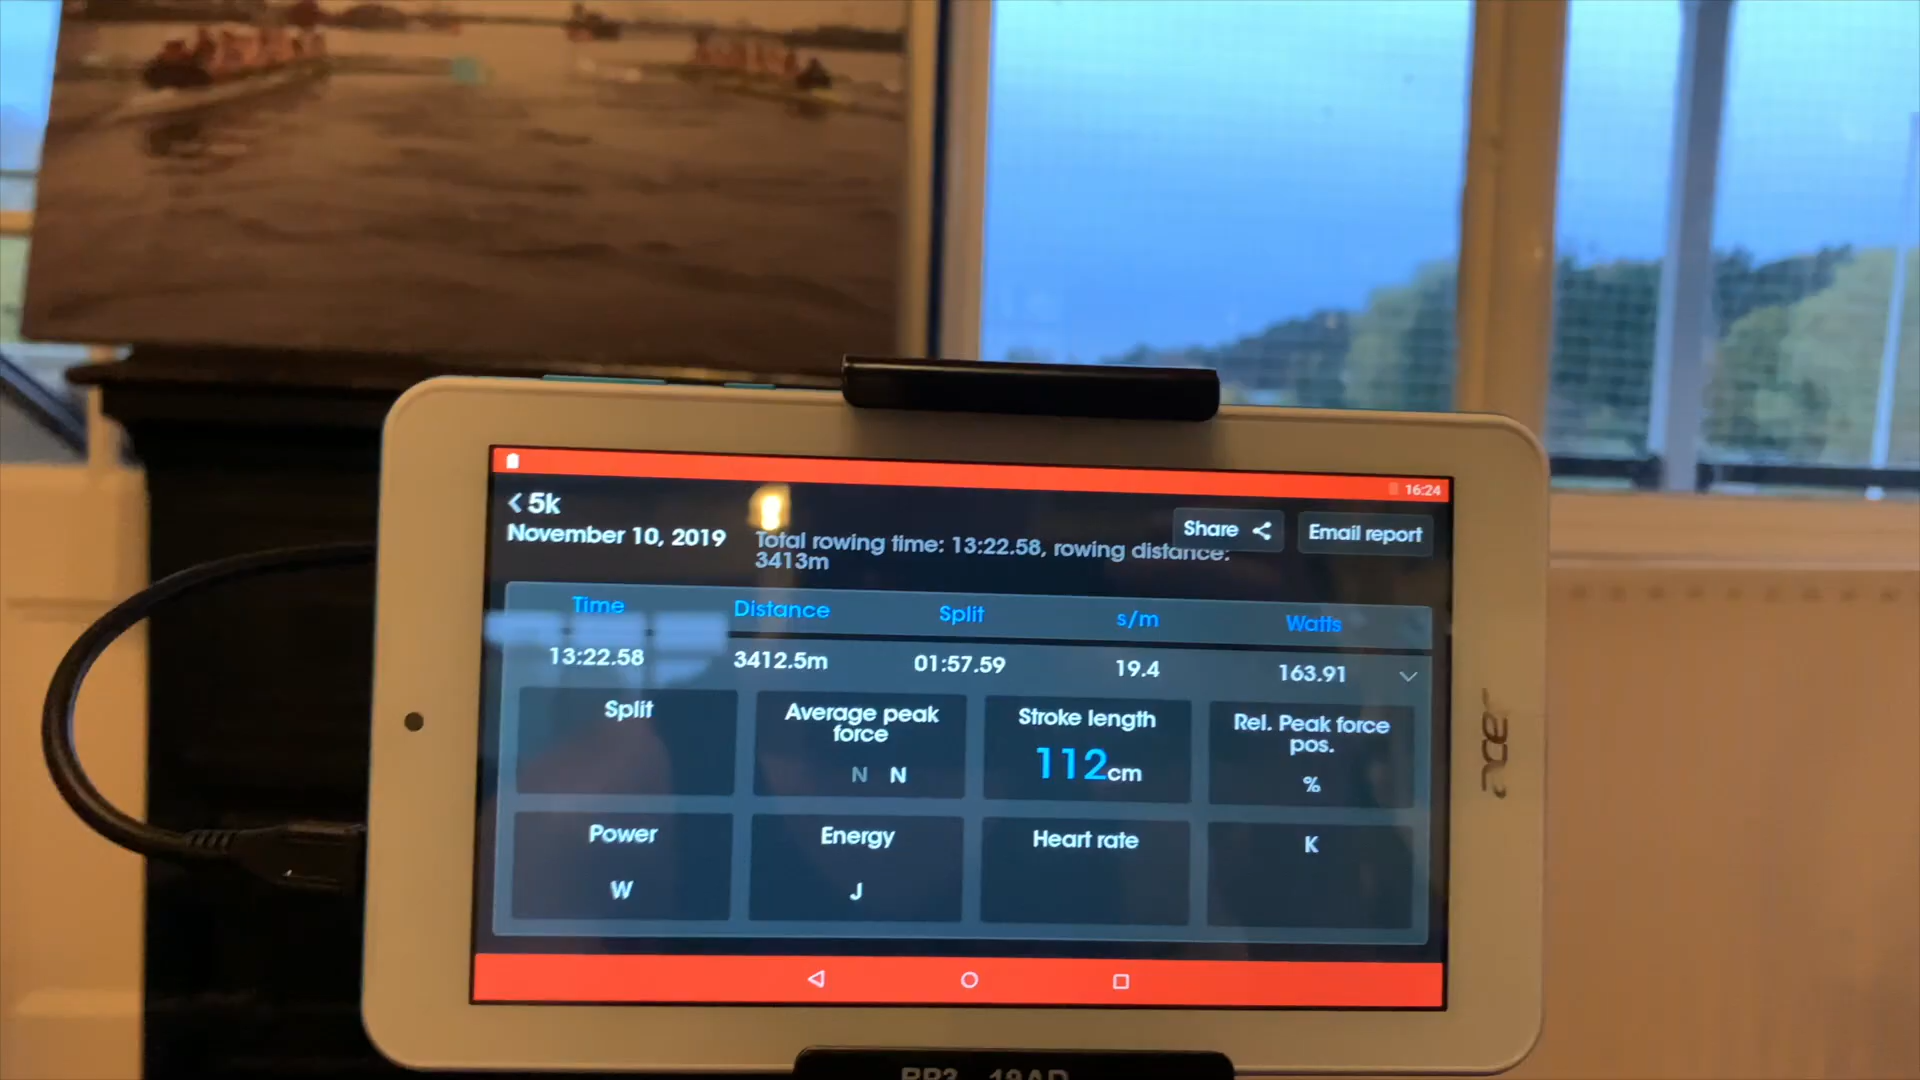 16:24
5k
November 10, 2019
Total rowing time: 13:22.58, rowing distance:
3413m
Share
Email report
Time Distance Split s/m Watts
13:22.58 3412.5m 01:57.59 19.4 163.91
Split
Average peak
force
N N
Stroke length
112cm
Rel. Peak force
pos.
%
Power
W
Energy
J
Heart rate
K
acer